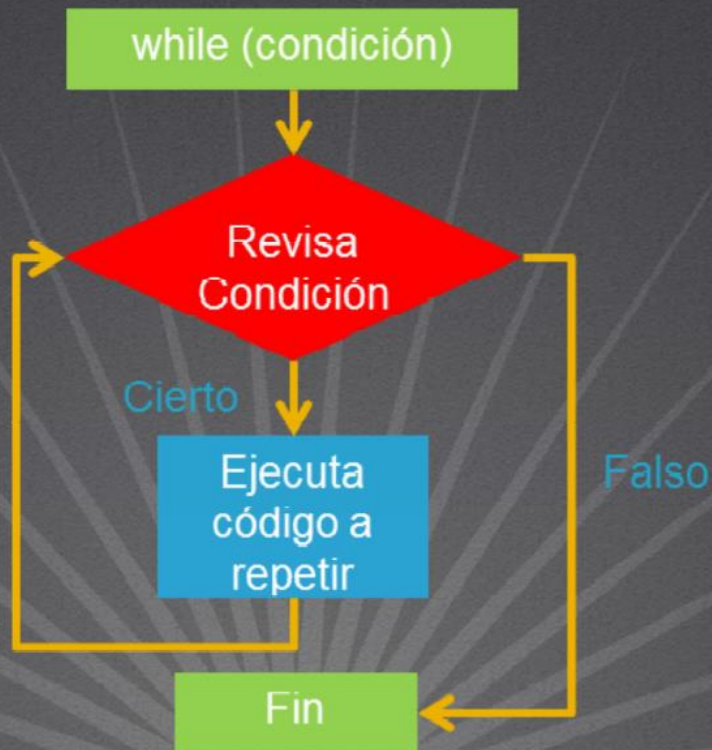 while (condición)
Revisa
Condición
Cierto
Ejecuta
código a
repetir
Falso
Fin